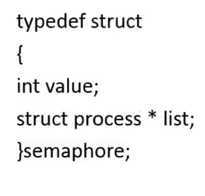 typedef struct
{
int value;
struct process * list;
}semaphore;